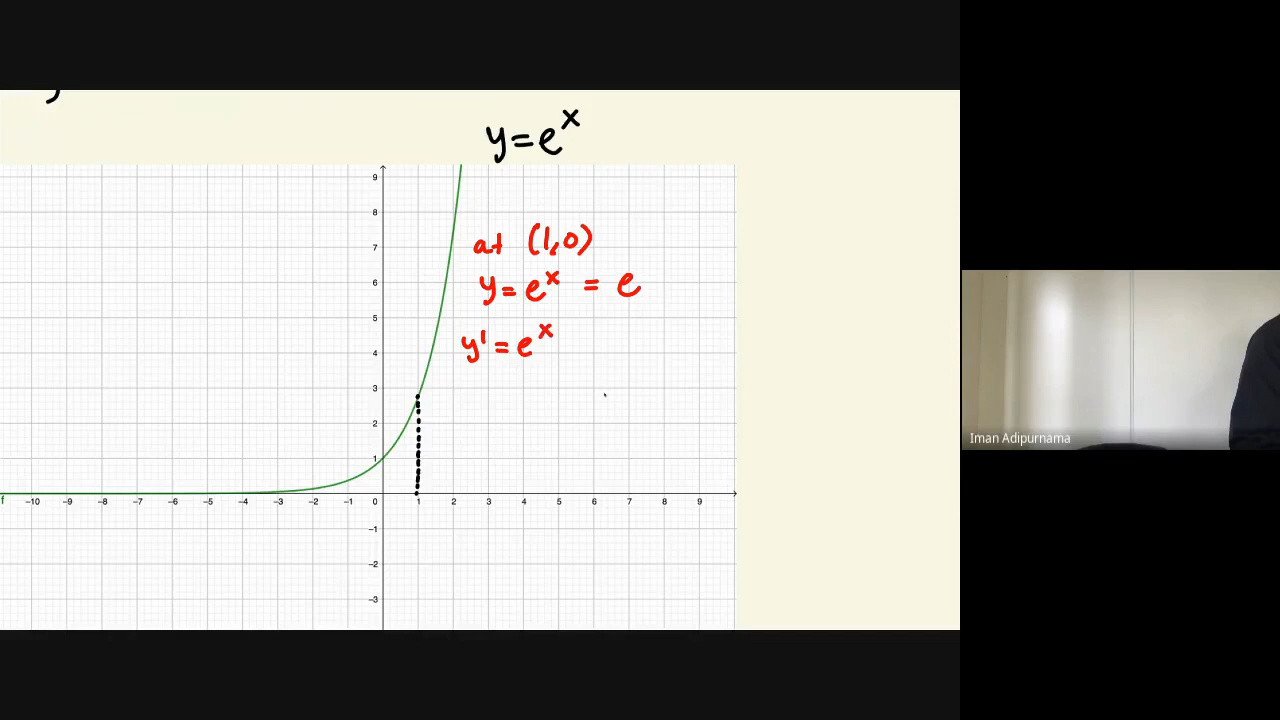 y=e^x
at (1,0)
y=e^x = e
y'=e^x
9
8
7
6
5
4
3
2
1
f
−10 −9 −8 −7 −6 −5 −4 −3 −2 −1 0 1 2 3 4 5 6 7 8 9
−1
−2
−3
Iman Adipurnama